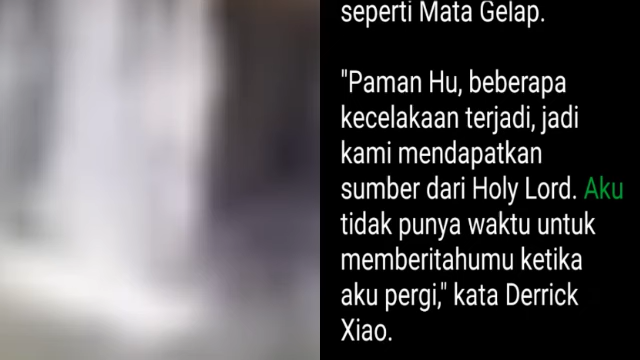 seperti Mata Gelap.
"Paman Hu, beberapa
kecelakaan terjadi, jadi
kami mendapatkan
sumber dari Holy Lord. Aku
tidak punya waktu untuk
memberitahumu ketika
aku pergi," kata Derrick
Xiao.